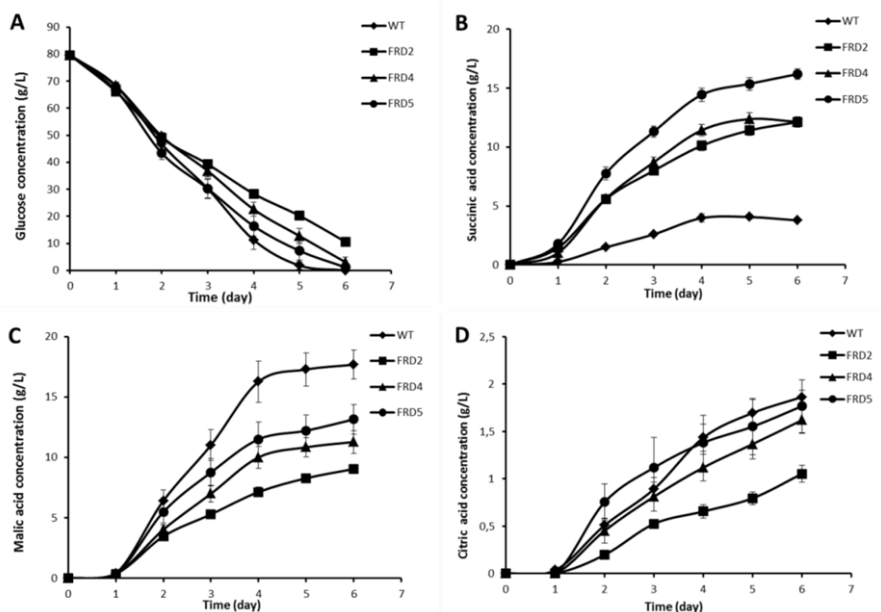 A
Glucose concentration (g/L)
90
80
70
60
50
40
30
20
10
0
0 1 2 3 4 5 6 7
Time (day)
WT
FRD2
FRD4
FRD5
B
Succinic acid concentration (g/L)
20
15
10
5
0
0 1 2 3 4 5 6 7
Time (day)
WT
FRD2
FRD4
FRD5
C
Malic acid concentration (g/L)
20
15
10
5
0
0 1 2 3 4 5 6 7
Time (day)
WT
FRD2
FRD4
FRD5
D
Citric acid concentration (g/L)
2,5
2
1,5
1
0,5
0
0 1 2 3 4 5 6 7
Time (day)
WT
FRD2
FRD4
FRD5